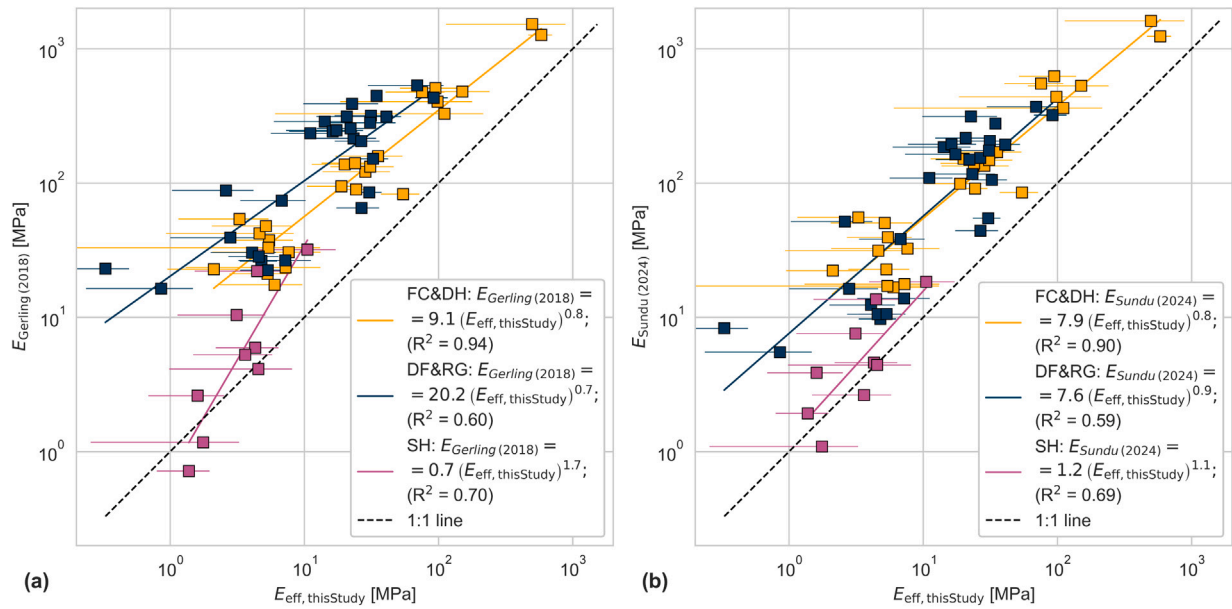 10³
10²
10¹
10⁰
E_Gerling (2018) [MPa]
FC&DH: E_Gerling (2018) =
= 9.1 (E_eff, thisStudy)^0.8;
(R² = 0.94)
DF&RG: E_Gerling (2018) =
= 20.2 (E_eff, thisStudy)^0.7;
(R² = 0.60)
SH: E_Gerling (2018) =
= 0.7 (E_eff, thisStudy)^1.7;
(R² = 0.70)
1:1 line
10⁰ 10¹ 10² 10³
(a)
E_eff, thisStudy [MPa]
10³
10²
10¹
10⁰
E_Sundu (2024) [MPa]
FC&DH: E_Sundu (2024) =
= 7.9 (E_eff, thisStudy)^0.8;
(R² = 0.90)
DF&RG: E_Sundu (2024) =
= 7.6 (E_eff, thisStudy)^0.9;
(R² = 0.59)
SH: E_Sundu (2024) =
= 1.2 (E_eff, thisStudy)^1.1;
(R² = 0.69)
1:1 line
10⁰ 10¹ 10² 10³
(b)
E_eff, thisStudy [MPa]